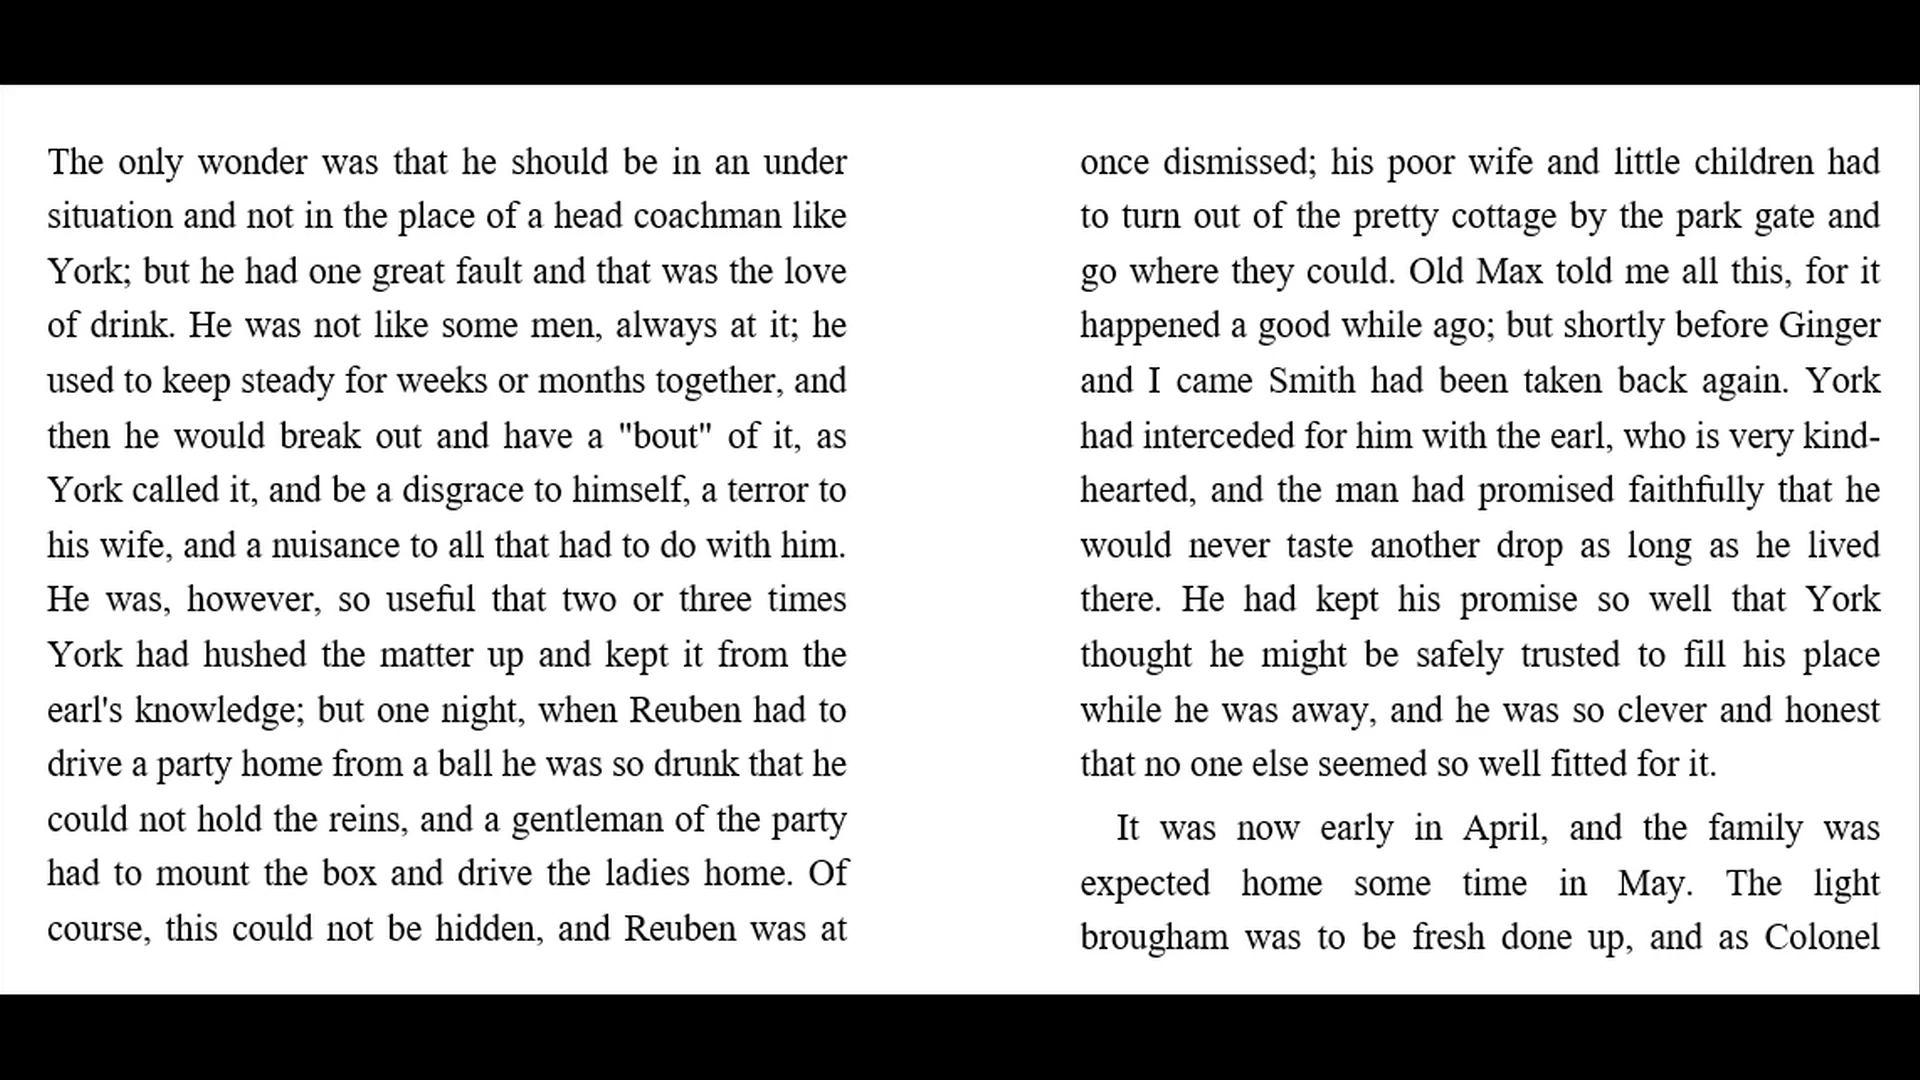 The only wonder was that he should be in an under
situation and not in the place of a head coachman like
York; but he had one great fault and that was the love
of drink. He was not like some men, always at it; he
used to keep steady for weeks or months together, and
then he would break out and have a "bout" of it, as
York called it, and be a disgrace to himself, a terror to
his wife, and a nuisance to all that had to do with him.
He was, however, so useful that two or three times
York had hushed the matter up and kept it from the
earl's knowledge; but one night, when Reuben had to
drive a party home from a ball he was so drunk that he
could not hold the reins, and a gentleman of the party
had to mount the box and drive the ladies home. Of
course, this could not be hidden, and Reuben was at
once dismissed; his poor wife and little children had
to turn out of the pretty cottage by the park gate and
go where they could. Old Max told me all this, for it
happened a good while ago; but shortly before Ginger
and I came Smith had been taken back again. York
had interceded for him with the earl, who is very kind-
hearted, and the man had promised faithfully that he
would never taste another drop as long as he lived
there. He had kept his promise so well that York
thought he might be safely trusted to fill his place
while he was away, and he was so clever and honest
that no one else seemed so well fitted for it.
It was now early in April, and the family was
expected home some time in May. The light
brougham was to be fresh done up, and as Colonel